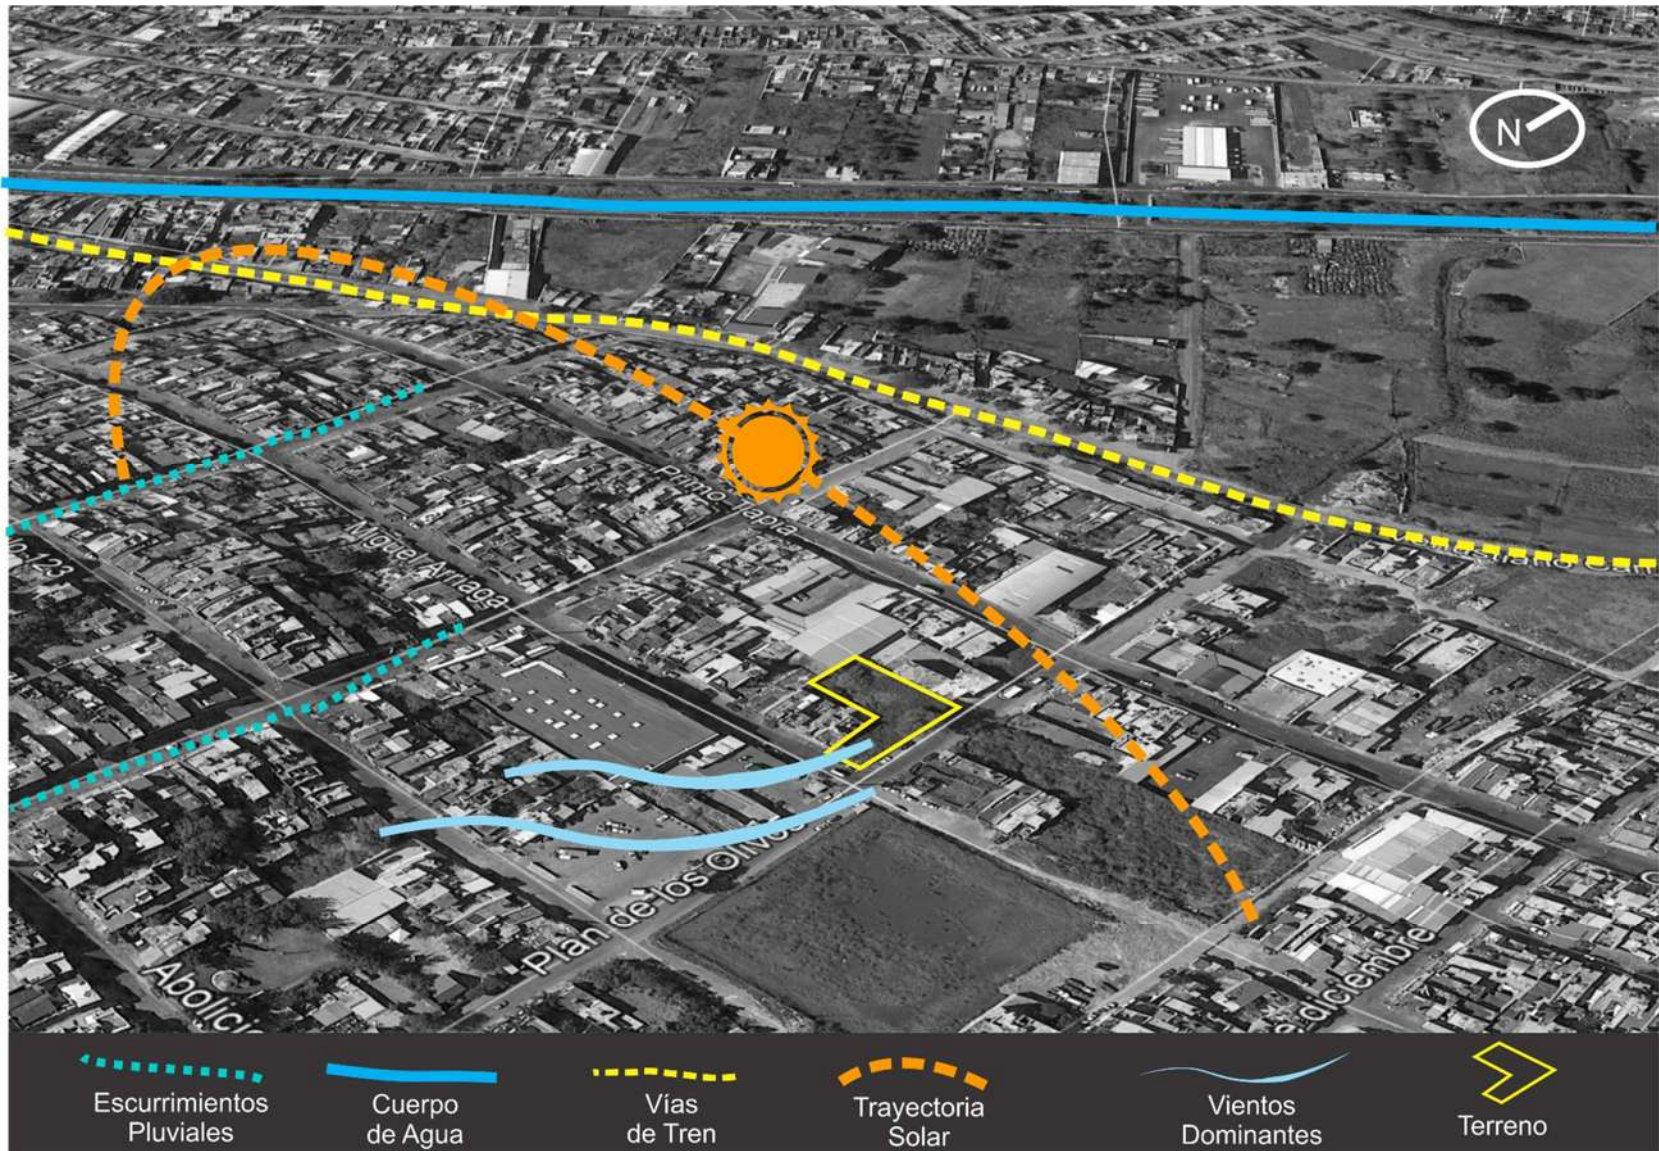 N
Primo Tapia
Miguel Arriaga
Plan de los Olivos
Abolició
e diciembre
Escurrimientos
Pluviales
Cuerpo
de Agua
Vías
de Tren
Trayectoria
Solar
Vientos
Dominantes
Terreno